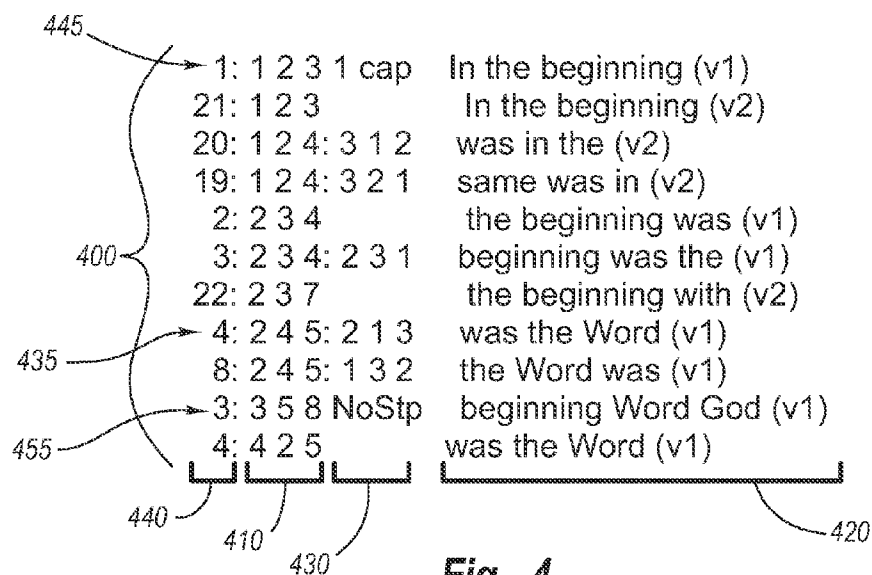 445
1: 1 2 3 1 cap In the beginning (v1)
21: 1 2 3 In the beginning (v2)
20: 1 2 4: 3 1 2 was in the (v2)
19: 1 2 4: 3 2 1 same was in (v2)
2: 2 3 4 the beginning was (v1)
400 3: 2 3 4: 2 3 1 beginning was the (v1)
22: 2 3 7 the beginning with (v2)
4: 2 4 5: 2 1 3 was the Word (v1)
435 8: 2 4 5: 1 3 2 the Word was (v1)
3: 3 5 8 NoStp beginning Word God (v1)
455 4: 4 2 5 was the Word (v1)
440 410 430 420
Fig. 4